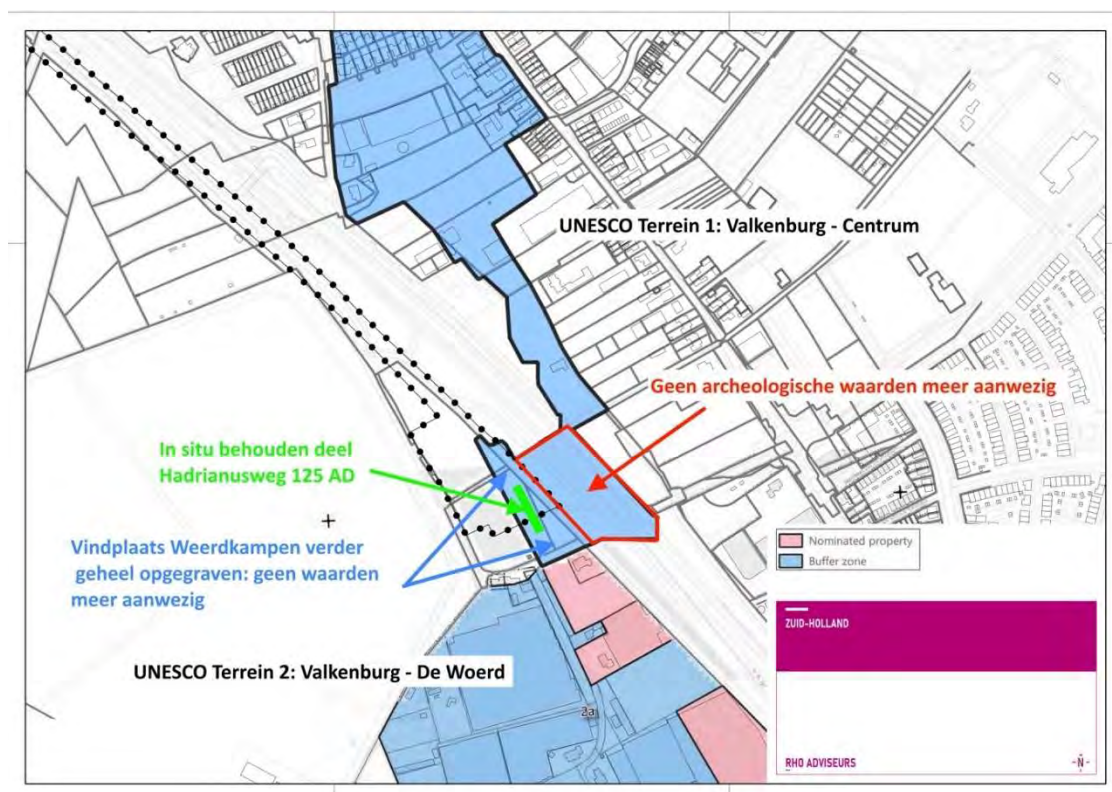 UNESCO Terrein 1: Valkenburg - Centrum
Geen archeologische waarden meer aanwezig
In situ behouden deel
Hadrianusweg 125 AD
Vindplaats Weerdkampen verder
geheel opgegraven: geen waarden
meer aanwezig
Nominated property
Buffer zone
UNESCO Terrein 2: Valkenburg - De Woerd
2a
ZUID-HOLLAND
RHO ADVISEURS
-N-